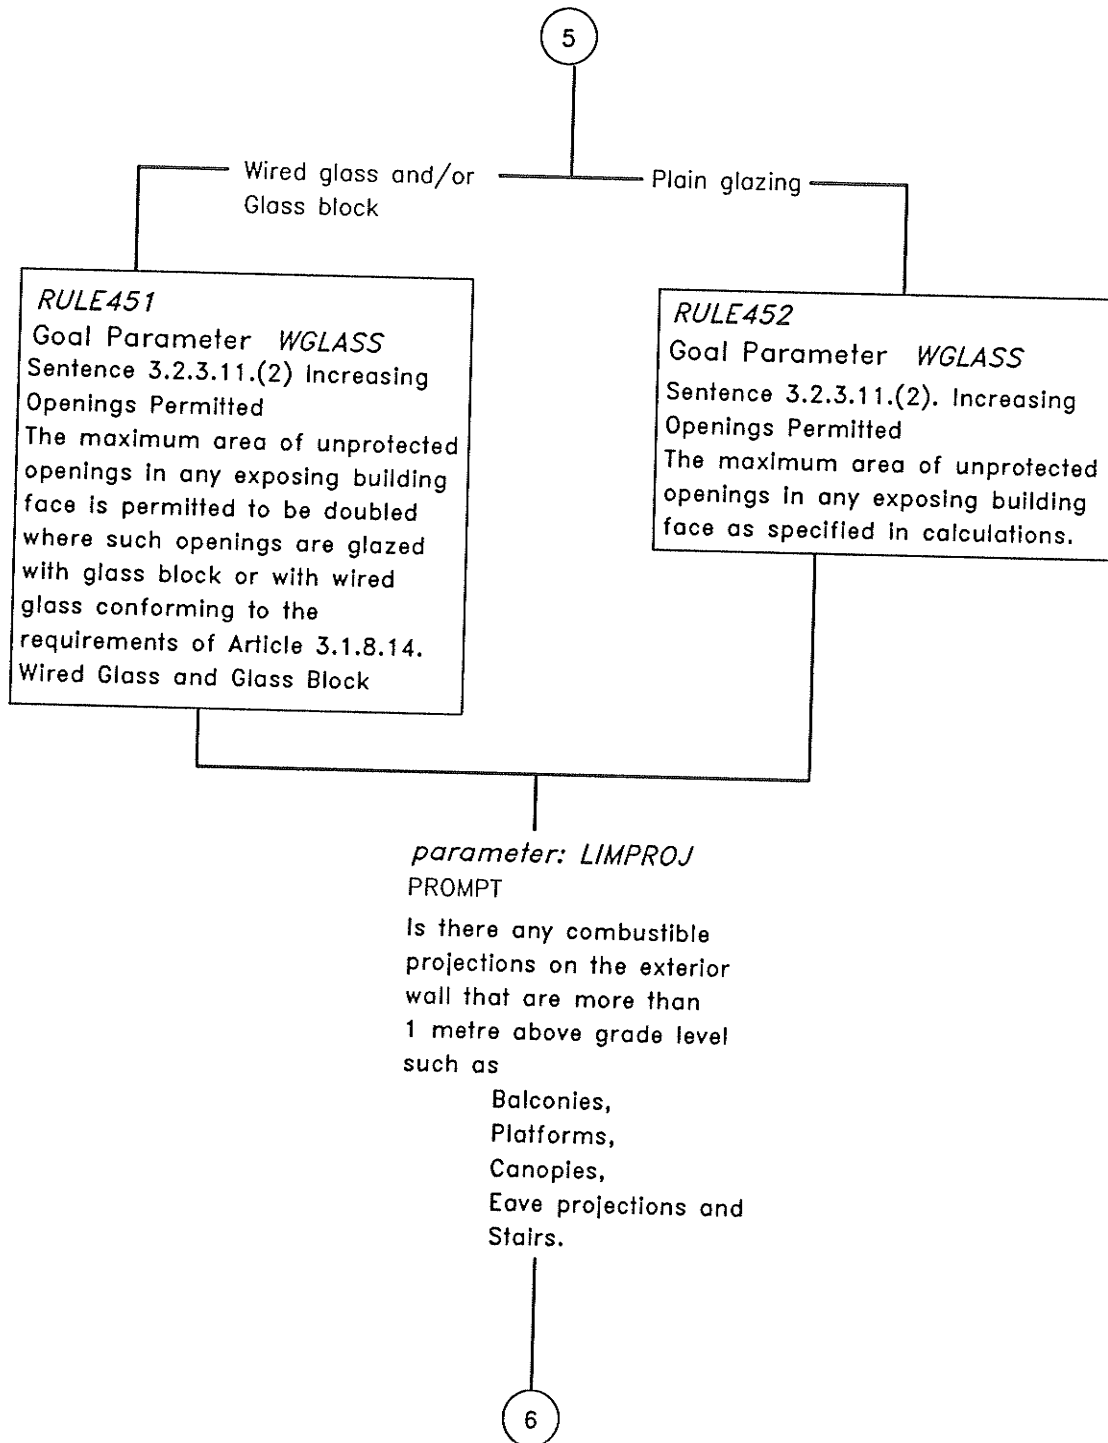 5
Wired glass and/or
Glass block
Plain glazing
RULE451
Goal Parameter WGLASS
Sentence 3.2.3.11.(2) Increasing
Openings Permitted
The maximum area of unprotected
openings in any exposing building
face is permitted to be doubled
where such openings are glazed
with glass block or with wired
glass conforming to the
requirements of Article 3.1.8.14.
Wired Glass and Glass Block
RULE452
Goal Parameter WGLASS
Sentence 3.2.3.11.(2). Increasing
Openings Permitted
The maximum area of unprotected
openings in any exposing building
face as specified in calculations.
parameter: LIMPROJ
PROMPT
Is there any combustible
projections on the exterior
wall that are more than
1 metre above grade level
such as
Balconies,
Platforms,
Canopies,
Eave projections and
Stairs.
6